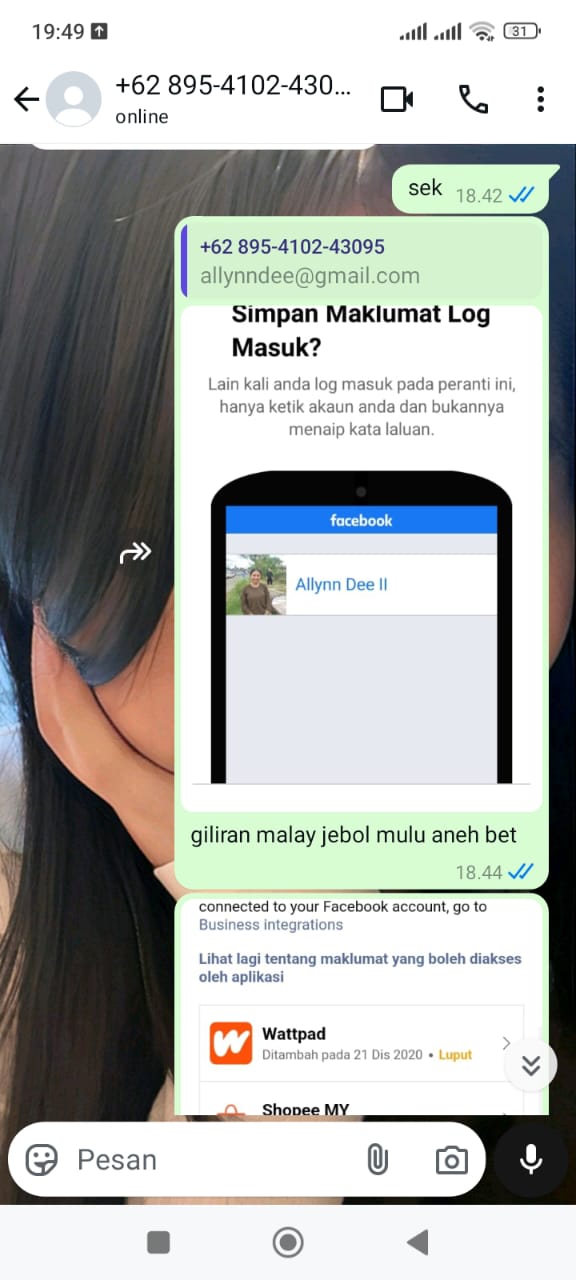 19:49
31
+62 895-4102-430...
online
sek 18.42
+62 895-4102-43095
allynndee@gmail.com
Simpan Maklumat Log
Masuk?
Lain kali anda log masuk pada peranti ini,
hanya ketik akaun anda dan bukannya
menaip kata laluan.
facebook
Allynn Dee II
giliran malay jebol mulu aneh bet
18.44
connected to your Facebook account, go to
Business integrations
Lihat lagi tentang maklumat yang boleh diakses
oleh aplikasi
Wattpad
Ditambah pada 21 Dis 2020 • Luput
Shopee MY
Pesan